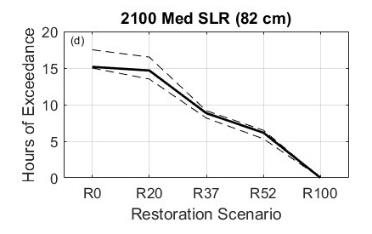 2100 Med SLR (82 cm)
(d)
Hours of Exceedance
20
15
10
5
0
R0 R20 R37 R52 R100
Restoration Scenario